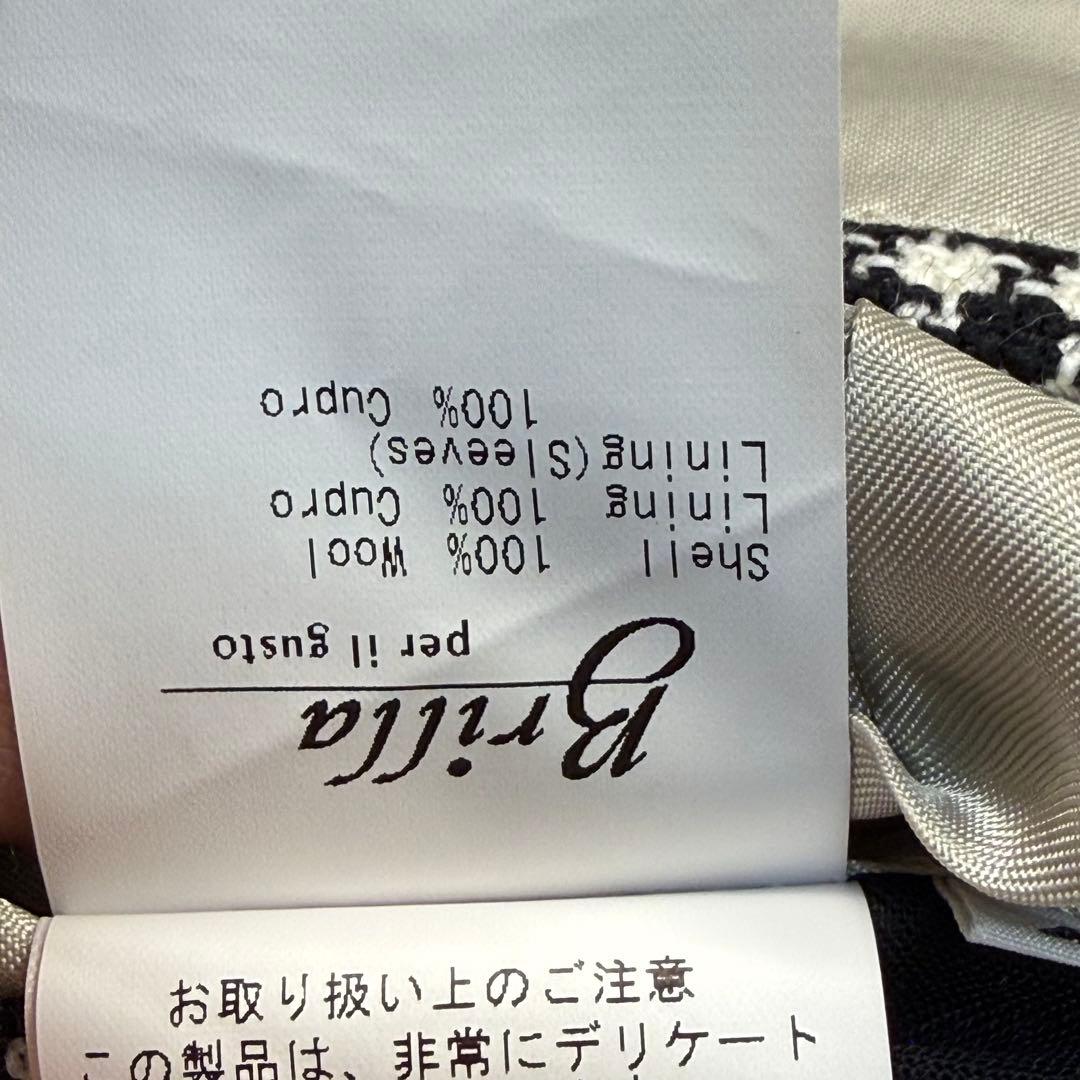 Brilla
per il gusto
Shell 100% Wool
Lining 100% Cupro
Lining(Sleeves)
100% Cupro
お取り扱い上のご注意
この製品は、非常にデリケート